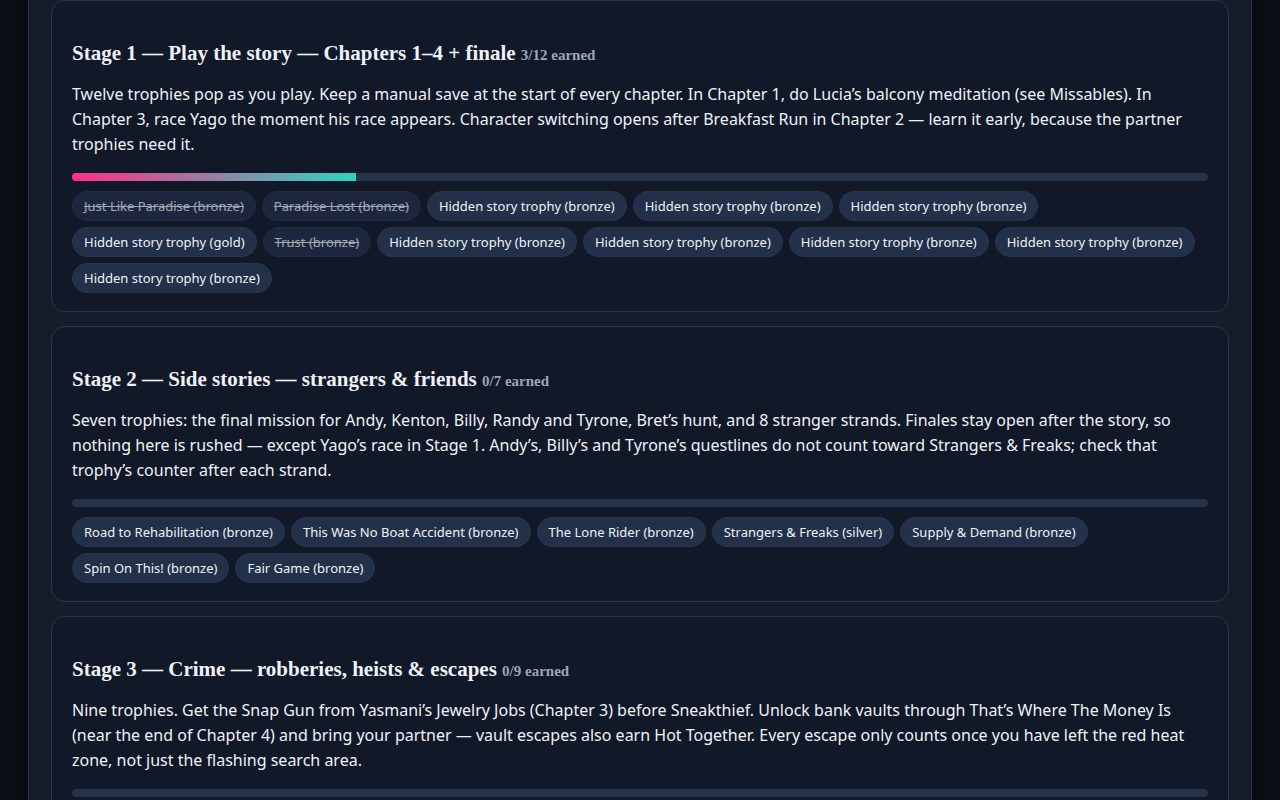 Stage 1 — Play the story — Chapters 1–4 + finale 3/12 earned
Twelve trophies pop as you play. Keep a manual save at the start of every chapter. In Chapter 1, do Lucia’s balcony meditation (see Missables). In
Chapter 3, race Yago the moment his race appears. Character switching opens after Breakfast Run in Chapter 2 — learn it early, because the partner
trophies need it.
Just Like Paradise (bronze) Paradise Lost (bronze) Hidden story trophy (bronze) Hidden story trophy (bronze) Hidden story trophy (bronze)
Hidden story trophy (gold) Trust (bronze) Hidden story trophy (bronze) Hidden story trophy (bronze) Hidden story trophy (bronze) Hidden story trophy (bronze)
Hidden story trophy (bronze)
Stage 2 — Side stories — strangers & friends 0/7 earned
Seven trophies: the final mission for Andy, Kenton, Billy, Randy and Tyrone, Bret’s hunt, and 8 stranger strands. Finales stay open after the story, so
nothing here is rushed — except Yago’s race in Stage 1. Andy’s, Billy’s and Tyrone’s questlines do not count toward Strangers & Freaks; check that
trophy’s counter after each strand.
Road to Rehabilitation (bronze) This Was No Boat Accident (bronze) The Lone Rider (bronze) Strangers & Freaks (silver) Supply & Demand (bronze)
Spin On This! (bronze) Fair Game (bronze)
Stage 3 — Crime — robberies, heists & escapes 0/9 earned
Nine trophies. Get the Snap Gun from Yasmani’s Jewelry Jobs (Chapter 3) before Sneakthief. Unlock bank vaults through That’s Where The Money Is
(near the end of Chapter 4) and bring your partner — vault escapes also earn Hot Together. Every escape only counts once you have left the red heat
zone, not just the flashing search area.